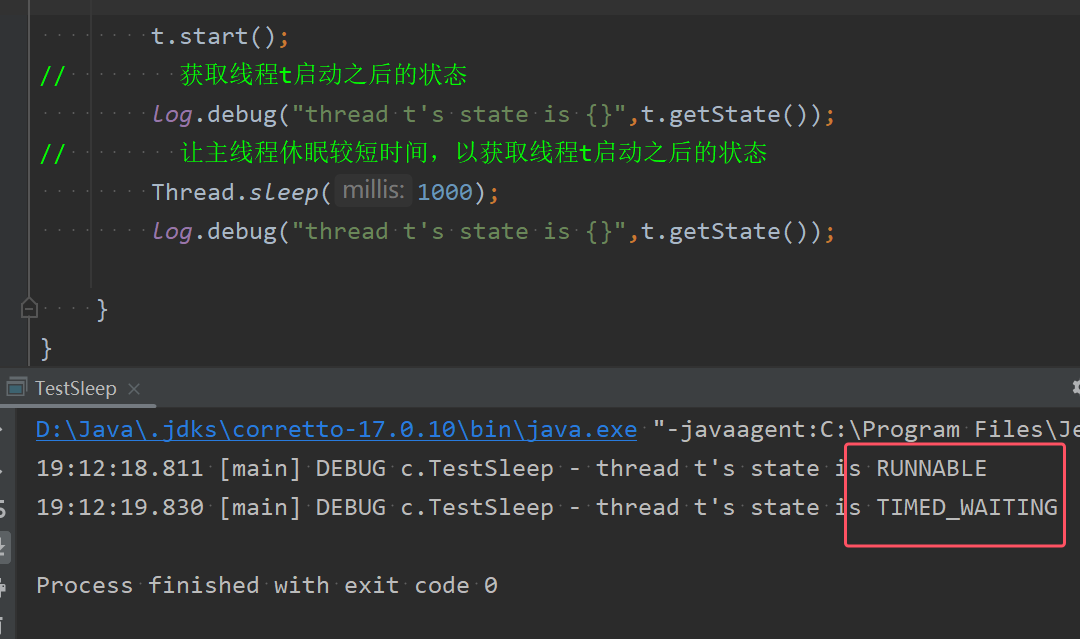 t.start();
// 获取线程t启动之后的状态
log.debug("thread t's state is {}",t.getState());
// 让主线程休眠较短时间，以获取线程t启动之后的状态
Thread.sleep( millis: 1000);
log.debug("thread t's state is {}",t.getState());
}
}
TestSleep
D:\Java\.jdks\corretto-17.0.10\bin\java.exe "-javaagent:C:\Program Files\Je
19:12:18.811 [main] DEBUG c.TestSleep - thread t's state is RUNNABLE
19:12:19.830 [main] DEBUG c.TestSleep - thread t's state is TIMED_WAITING
Process finished with exit code 0